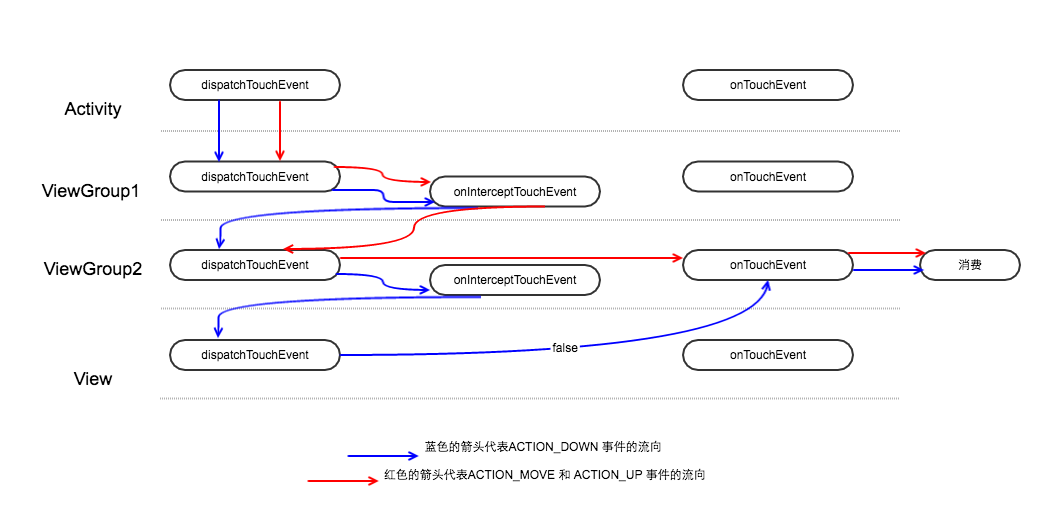 dispatchTouchEvent
onTouchEvent
Activity
dispatchTouchEvent
onTouchEvent
ViewGroup1
onInterceptTouchEvent
dispatchTouchEvent
onTouchEvent
消费
ViewGroup2
onInterceptTouchEvent
dispatchTouchEvent
false
onTouchEvent
View
蓝色的箭头代表ACTION_DOWN 事件的流向
红色的箭头代表ACTION_MOVE 和 ACTION_UP 事件的流向